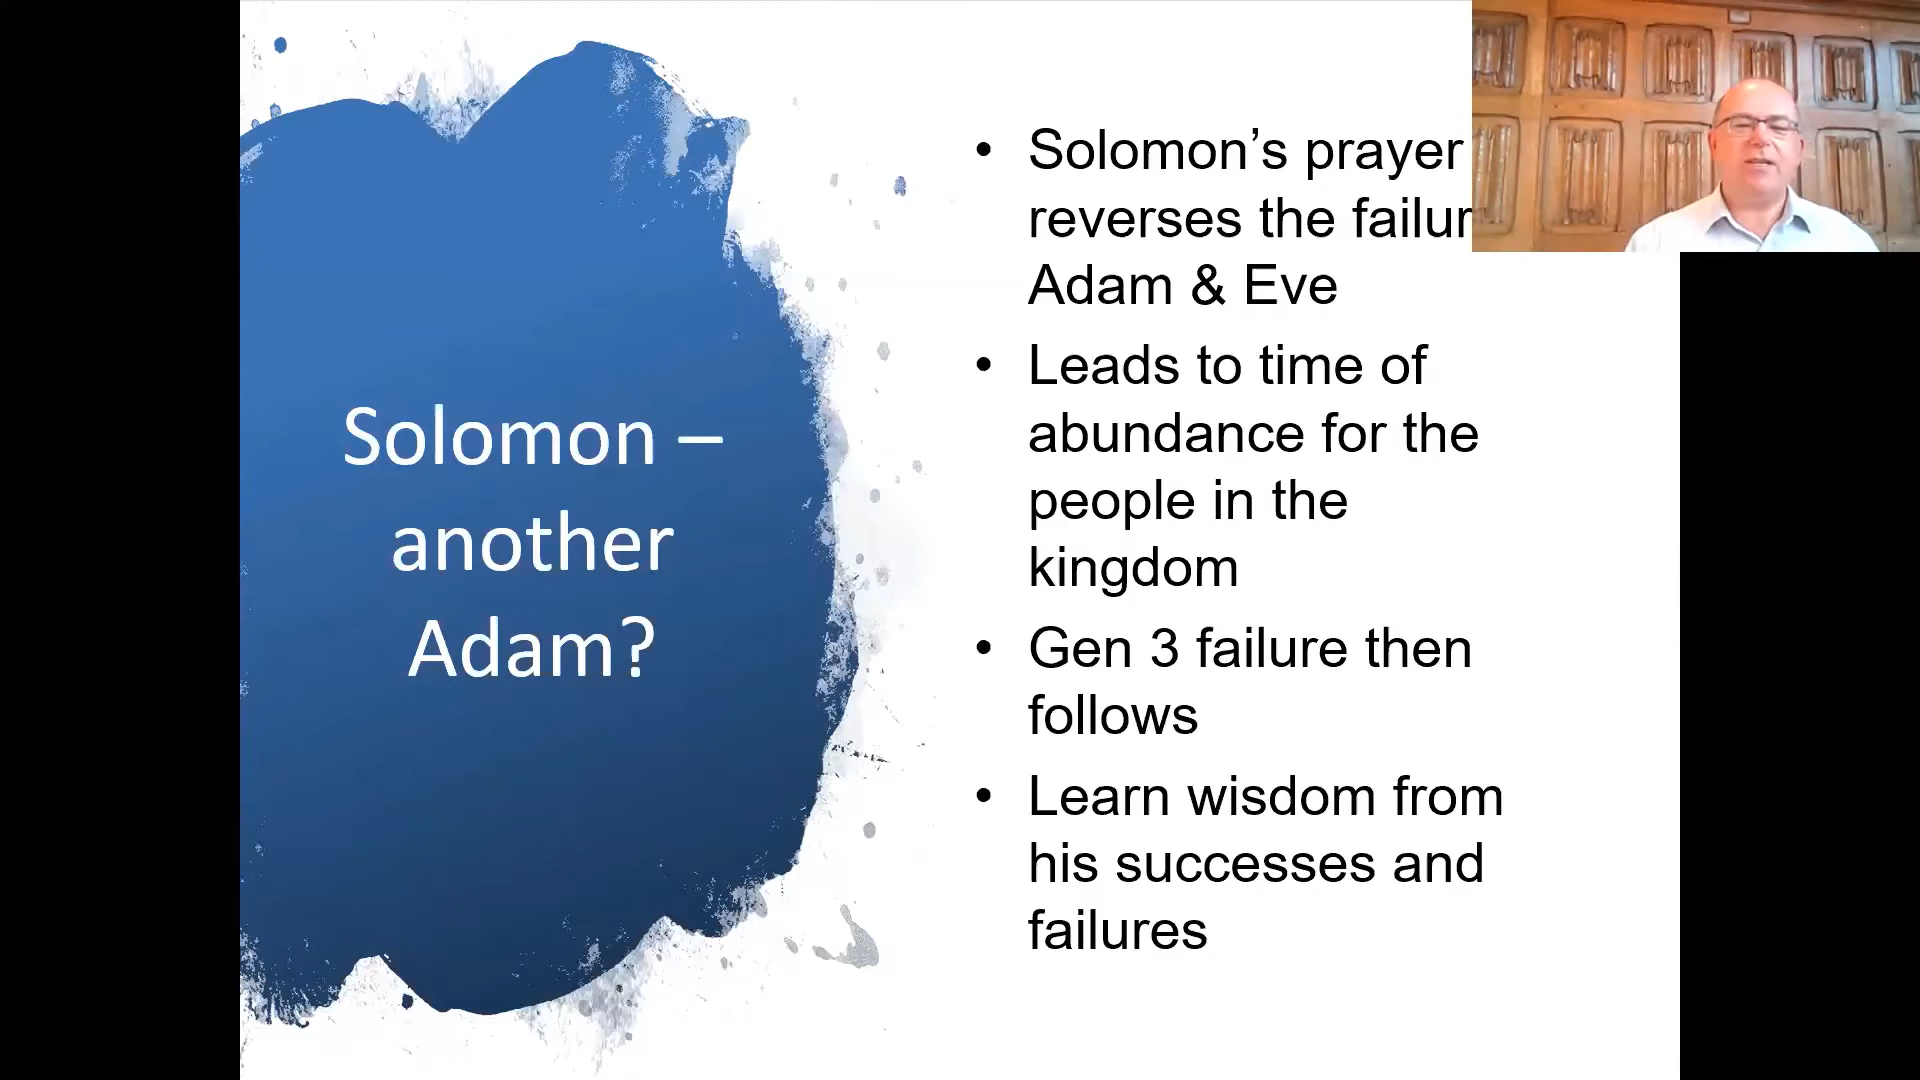 Solomon –
another
Adam?
• Solomon’s prayer
reverses the failur
Adam & Eve
• Leads to time of
abundance for the
people in the
kingdom
• Gen 3 failure then
follows
• Learn wisdom from
his successes and
failures